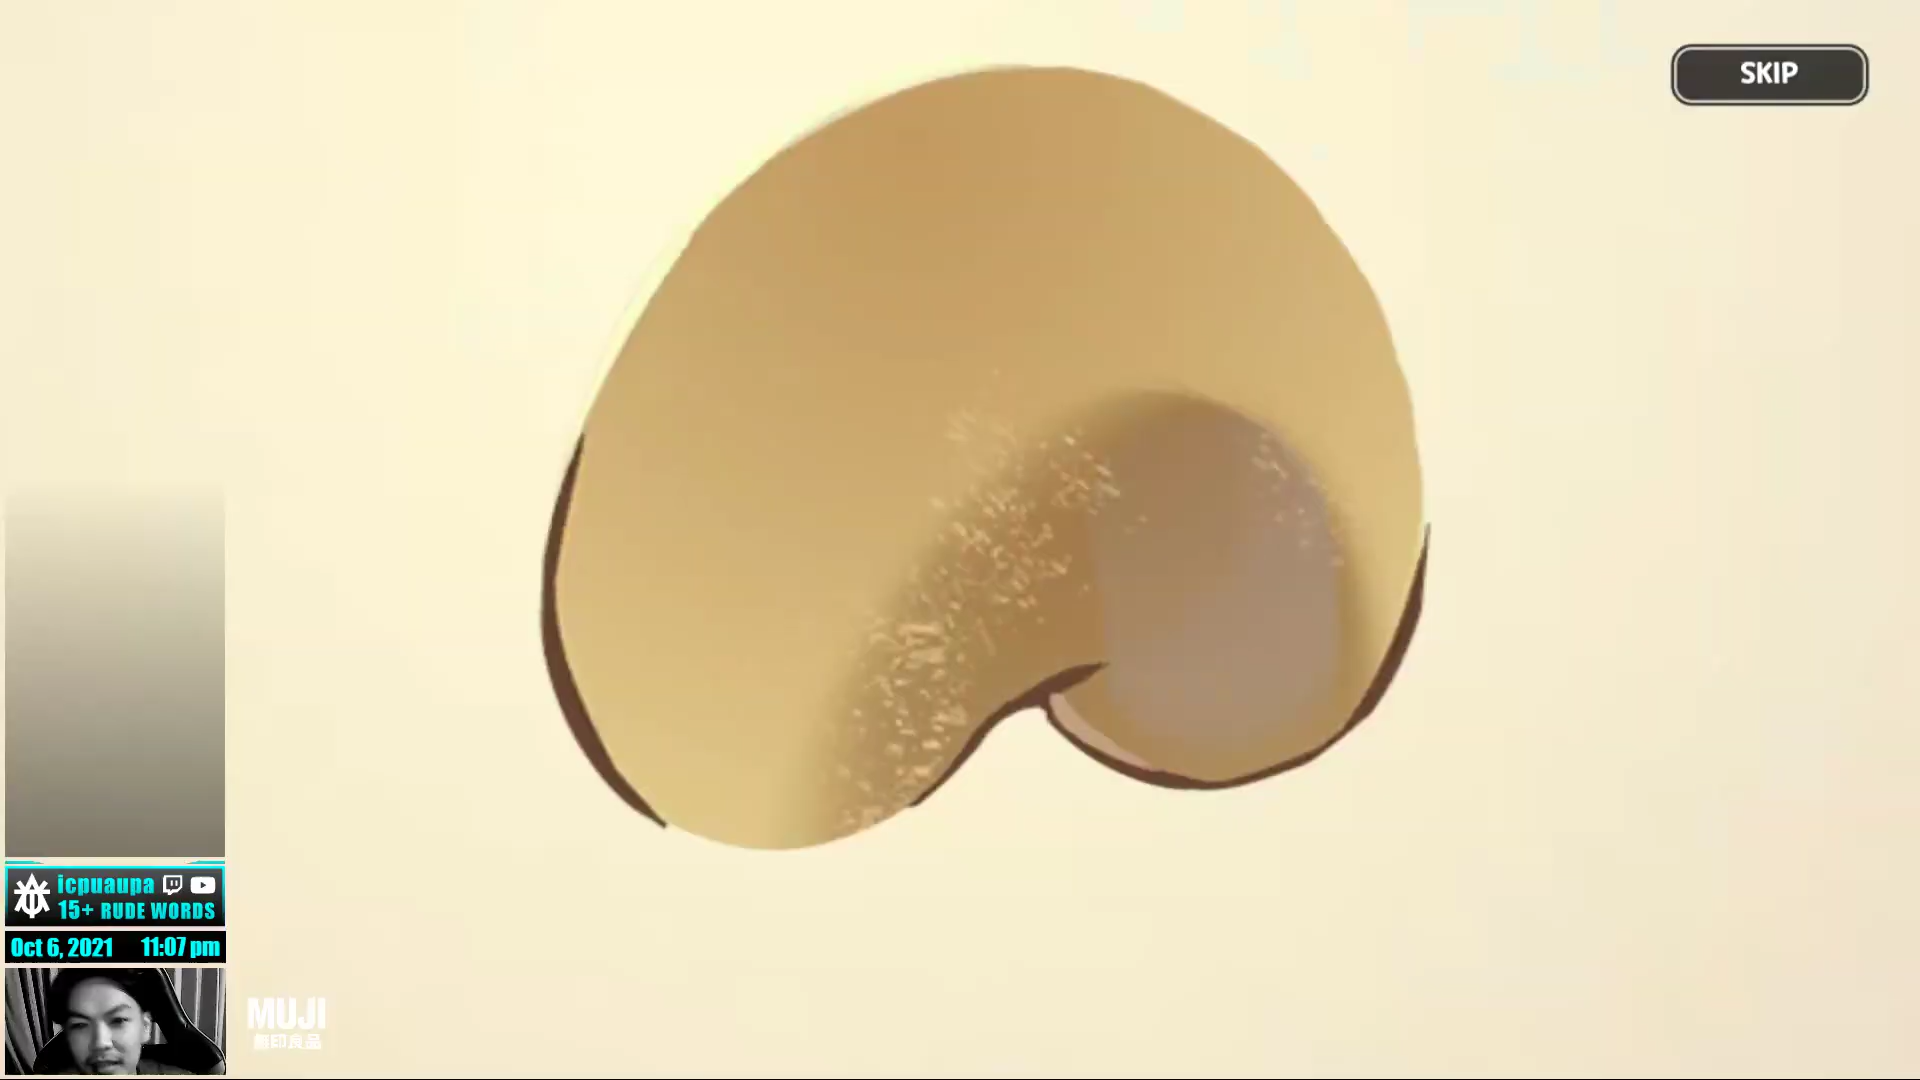 SKIP
icpuaupa
15+ RUDE WORDS
Oct 6, 2021 11:07 pm
MUJI
無印良品